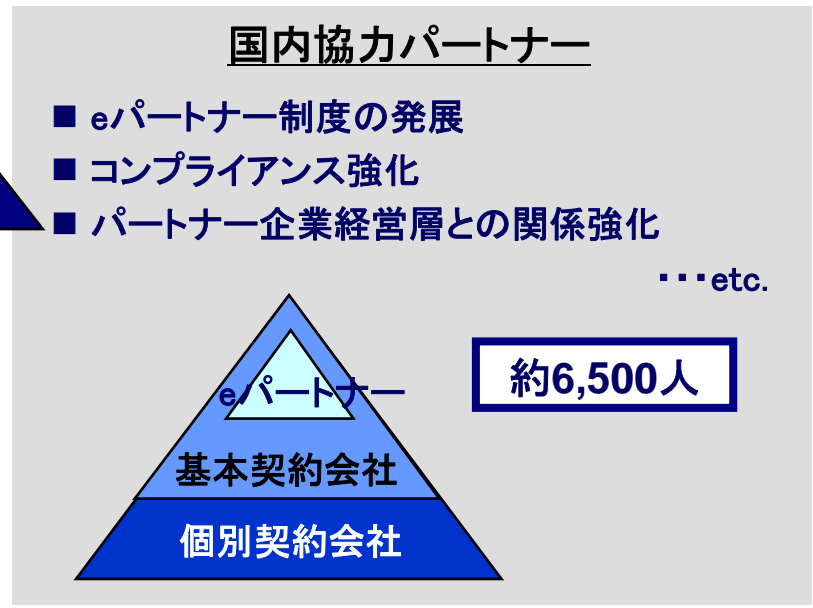 国内協力パートナー
■ eパートナー制度の発展
■ コンプライアンス強化
■ パートナー企業経営層との関係強化
･･･etc.
約6,500人
eパートナー
基本契約会社
個別契約会社